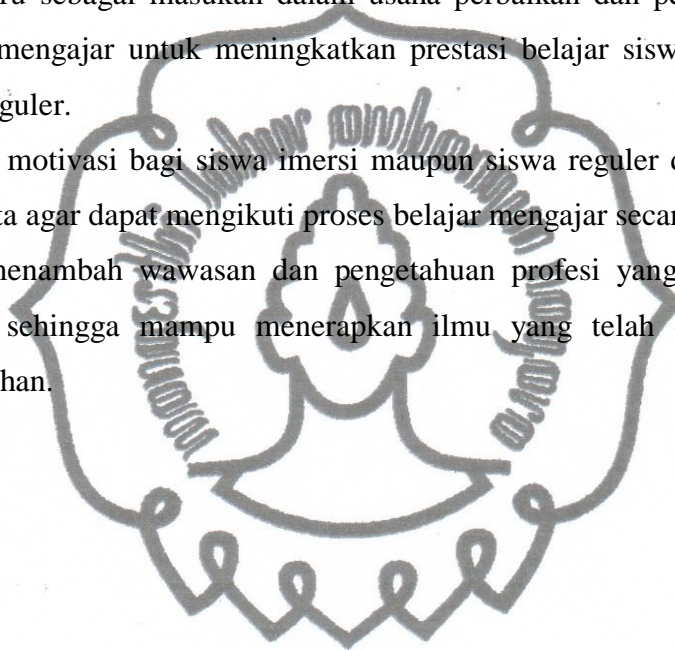 ru sebagai masukan dalam usaha perbaikan dan pe
mengajar untuk meningkatkan prestasi belajar sisw
guler.
motivasi bagi siswa imersi maupun siswa reguler
ta agar dapat mengikuti proses belajar mengajar secar
menambah wawasan dan pengetahuan profesi yang
sehingga mampu menerapkan ilmu yang telah
han.